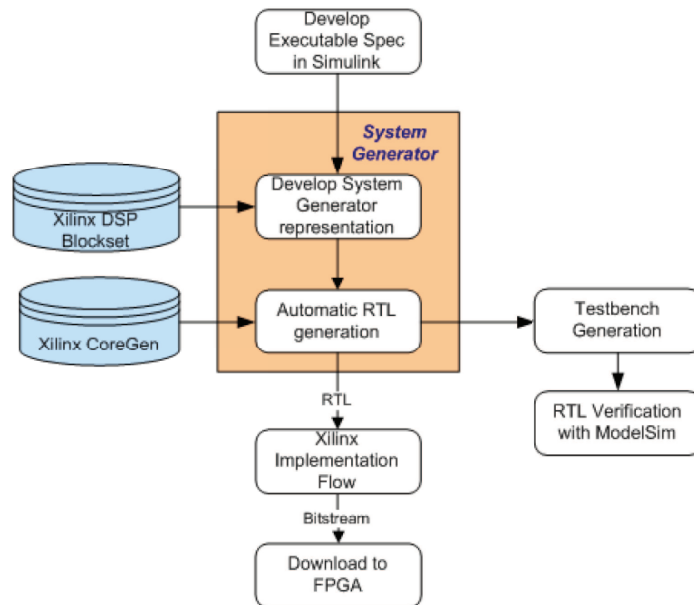 Develop
Executable Spec
in Simulink
System
Generator
Xilinx DSP
Blockset
Develop System
Generator
representation
Xilinx CoreGen
Automatic RTL
generation
Testbench
Generation
RTL
RTL Verification
with ModelSim
Xilinx
Implementation
Flow
Bitstream
Download to
FPGA